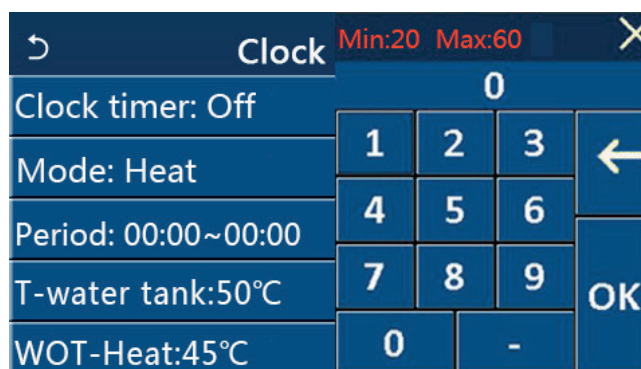 Clock
Clock timer: Off
Mode: Heat
Period: 00:00~00:00
T-water tank:50℃
WOT-Heat:45℃
Min:20 Max:60
0
1 2 3
4 5 6
7 8 9
OK
0 -